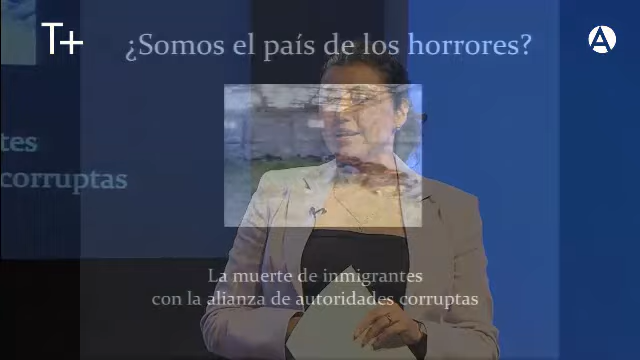 T+
¿Somos el país de los horrores?
A
tes
corruptas
La muerte de inmigrantes
con la alianza de autoridades corruptas